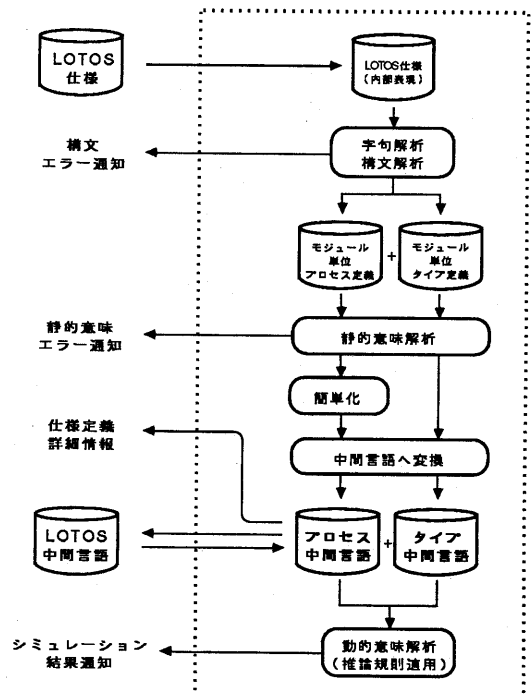 LOTOS
仕様
LOTOS仕様
(内部表現)
字句解析
構文解析
構文
エラー通知
モジュール
単位
プロセス定義
+
モジュール
単位
タイプ定義
静的意味解析
静的意味
エラー通知
簡単化
仕様定義
詳細情報
中間言語へ変換
LOTOS
中間言語
プロセス
中間言語
+
タイプ
中間言語
シミュレーション
結果通知
動的意味解析
(推論規則適用)